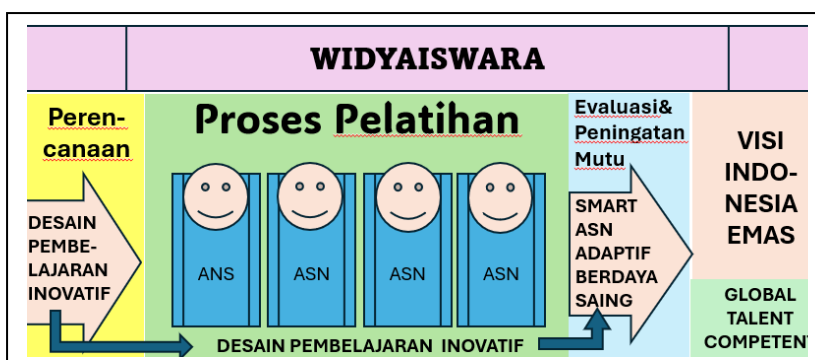 WIDYAISWARA
Peren-
canaan
DESAIN
PEMBE-
LAJARAN
INOVATIF
Proses Pelatihan
ANS
ASN
ASN
ASN
DESAIN PEMBELAJARAN INOVATIF
Evaluasi&
Peningatan
Mutu
SMART
ASN
ADAPTIF
BERDAYA
SAING
VISI
INDO-
NESIA
EMAS
GLOBAL
TALENT
COMPETEN